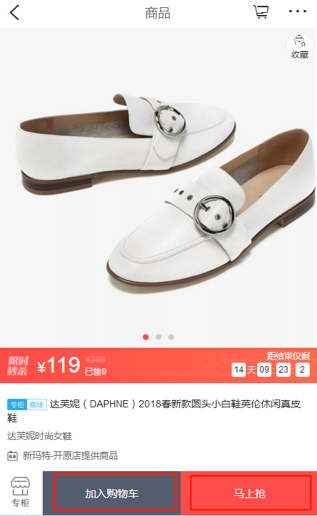 商品
收藏
限时
秒杀
¥119
¥398
已售9
距结束仅剩
14 天 09 : 23 : 2
专柜 商场 达芙妮（DAPHNE）2018春新款圆头小白鞋英伦休闲真皮
鞋
达芙妮时尚女鞋
新玛特-开原店提供商品
专柜
加入购物车
马上抢